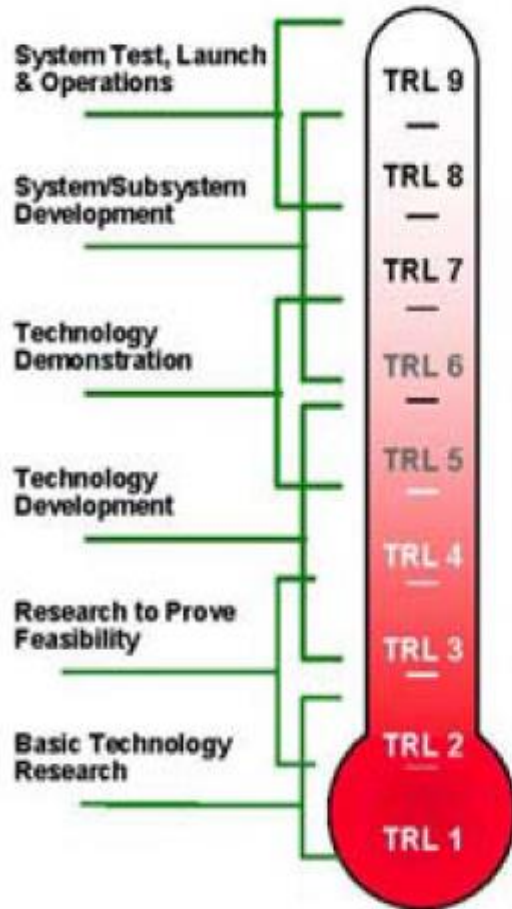 System Test, Launch
& Operations
System/Subsystem
Development
Technology
Demonstration
Technology
Development
Research to Prove
Feasibility
Basic Technology
Research
TRL 9
TRL 8
TRL 7
TRL 6
TRL 5
TRL 4
TRL 3
TRL 2
TRL 1